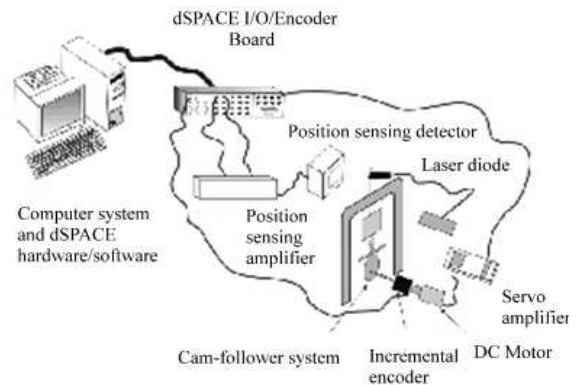 dSPACE I/O/Encoder
Board
Position sensing detector
Laser diode
Computer system
and dSPACE
hardware/software
Position
sensing
amplifier
Servo
amplifier
Cam-follower system
Incremental
encoder
DC Motor